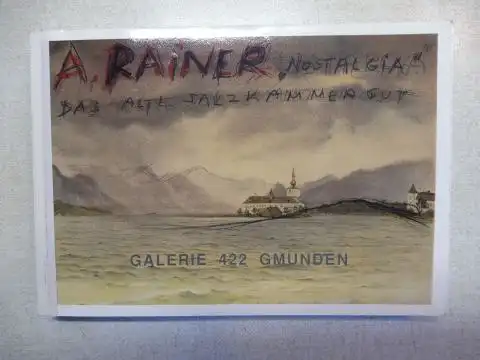 A. RAINER. „NOSTALGIA"
DAS ALTE SALZKAMMERGUT
GALERIE 422 GMUNDEN